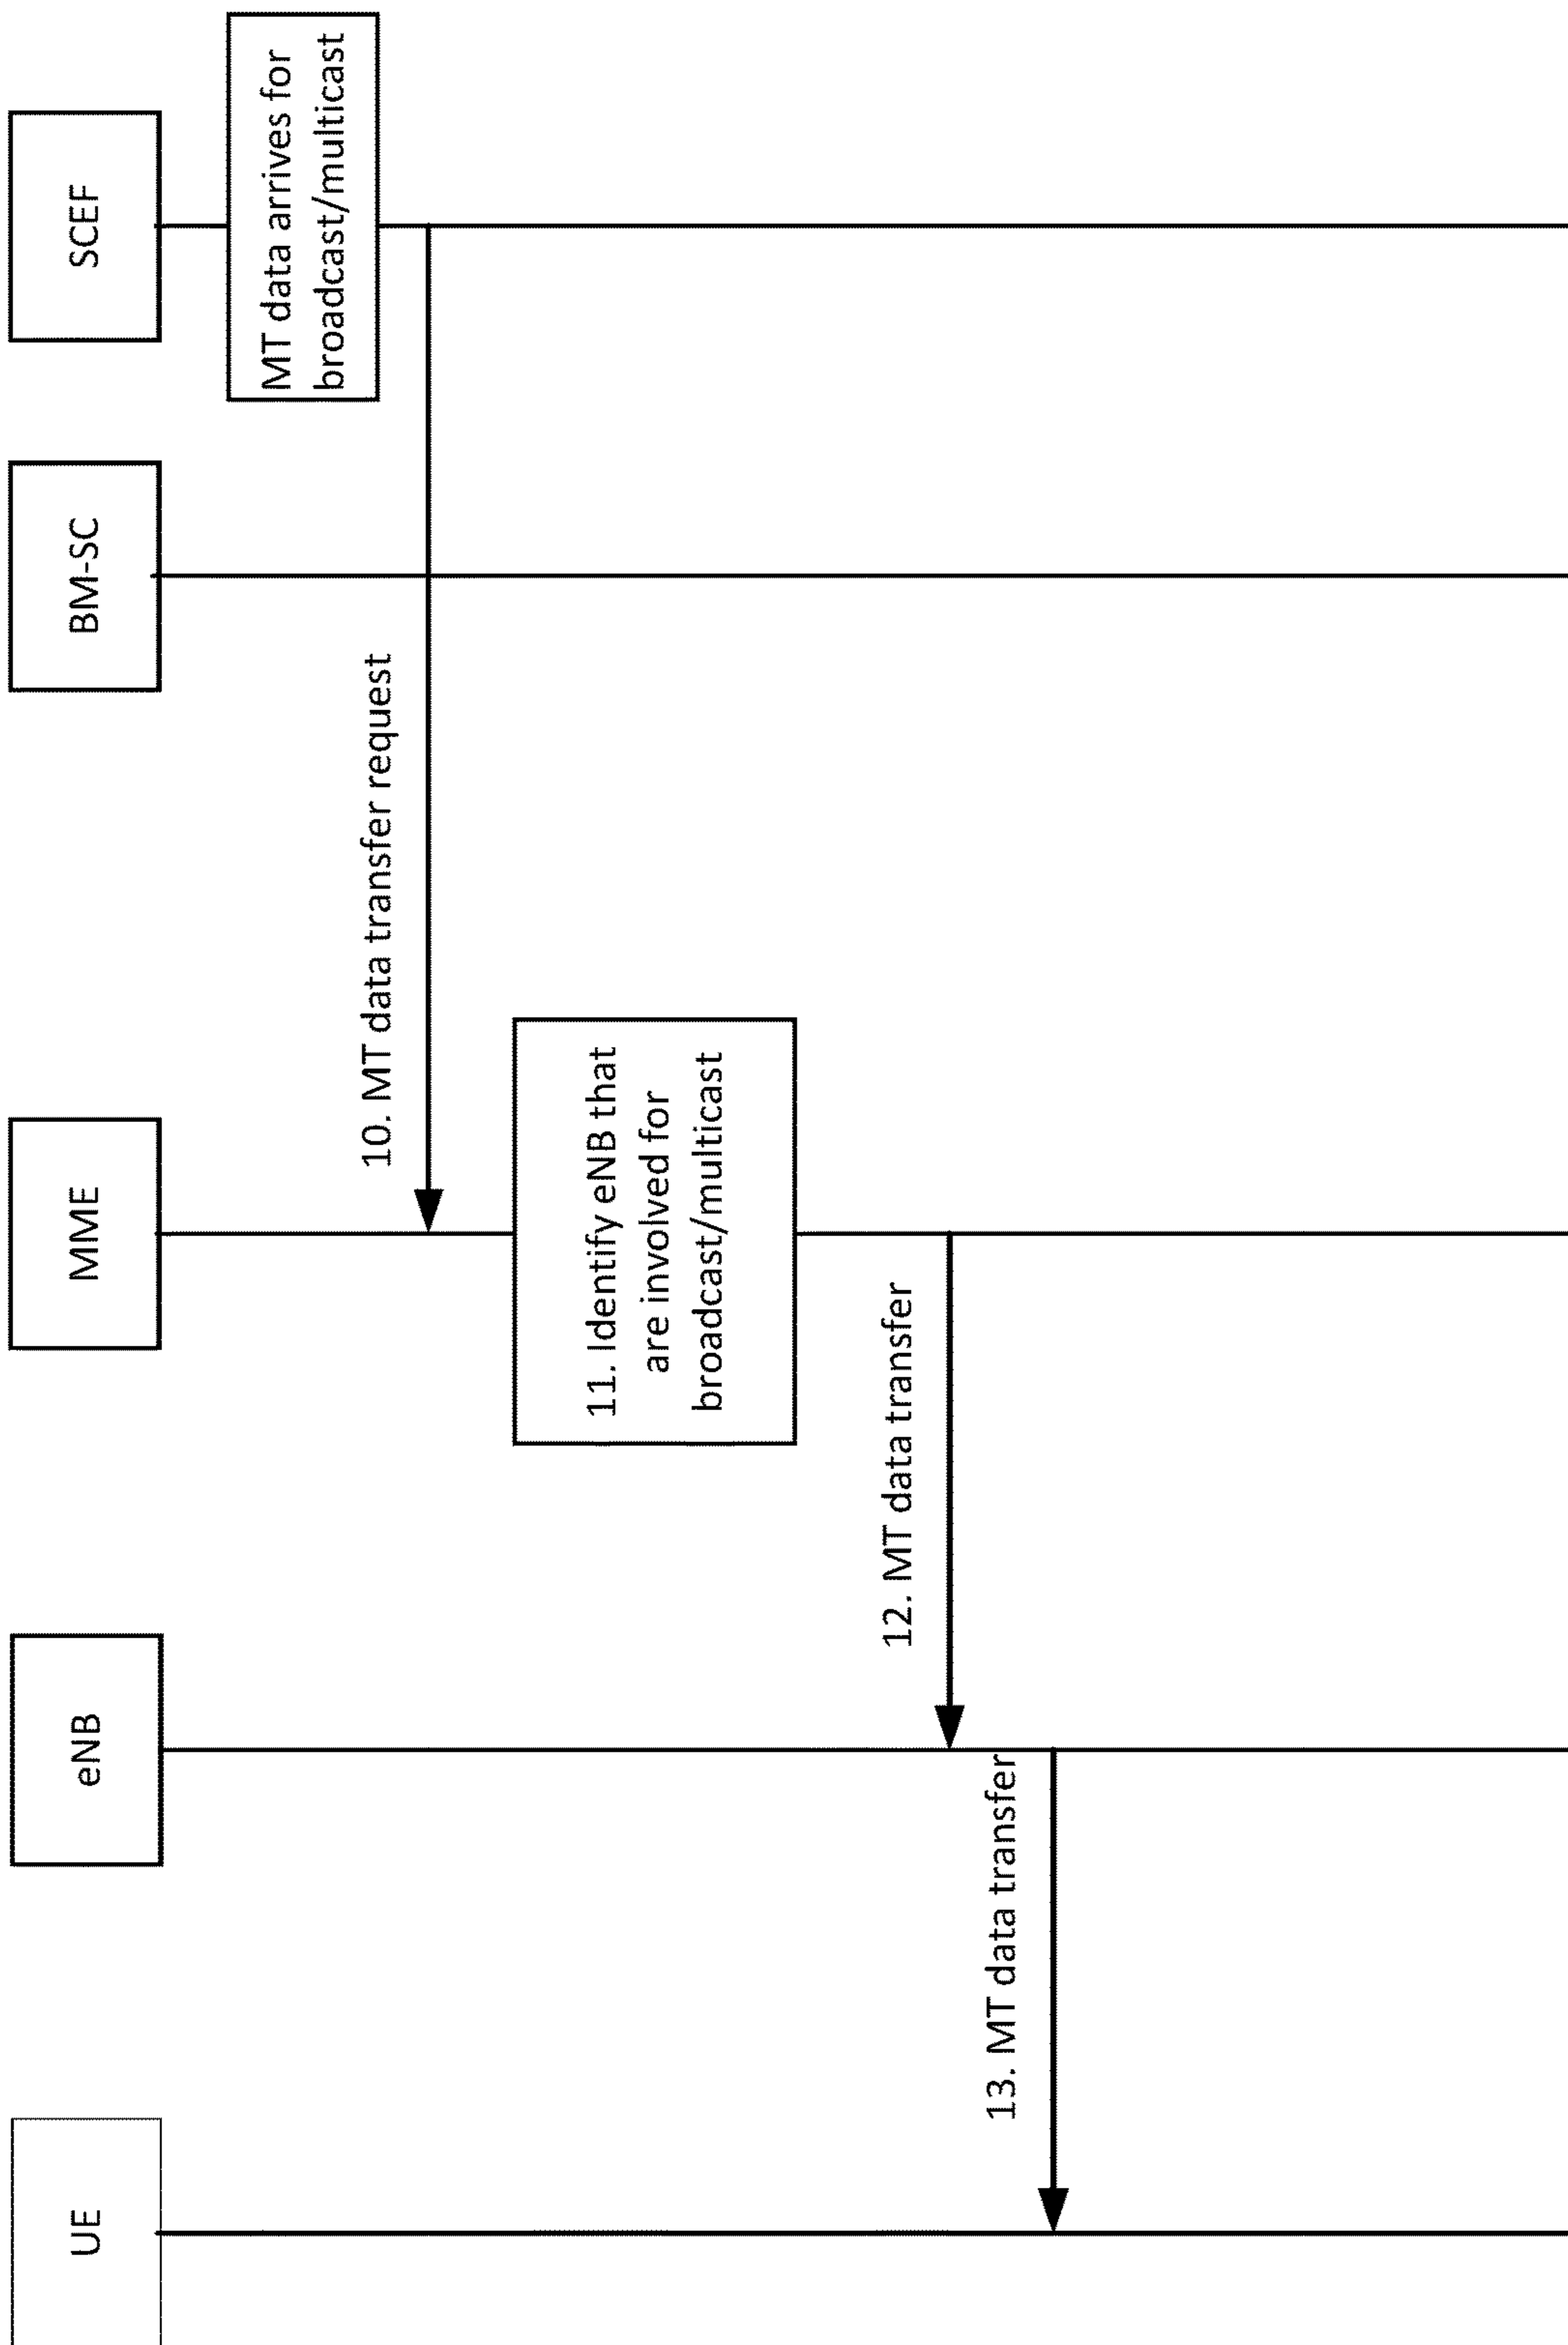 UE
eNB
MME
BM-SC
SCEF
MT data arrives for
broadcast/multicast
10. MT data transfer request
11. Identify eNB that
are involved for
broadcast/multicast
12. MT data transfer
13. MT data transfer